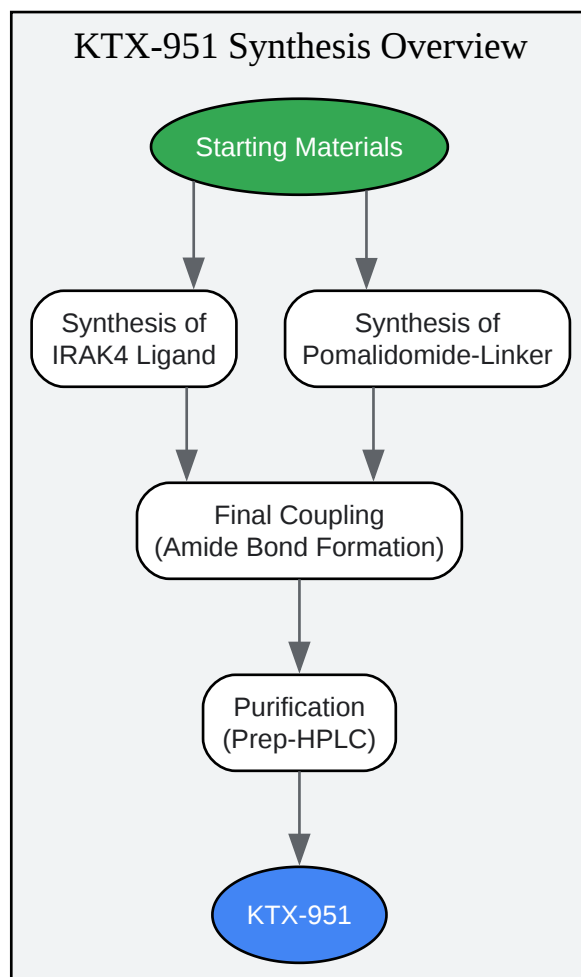 KTX-951 Synthesis Overview
Starting Materials
Synthesis of
IRAK4 Ligand
Synthesis of
Pomalidomide-Linker
Final Coupling
(Amide Bond Formation)
Purification
(Prep-HPLC)
KTX-951